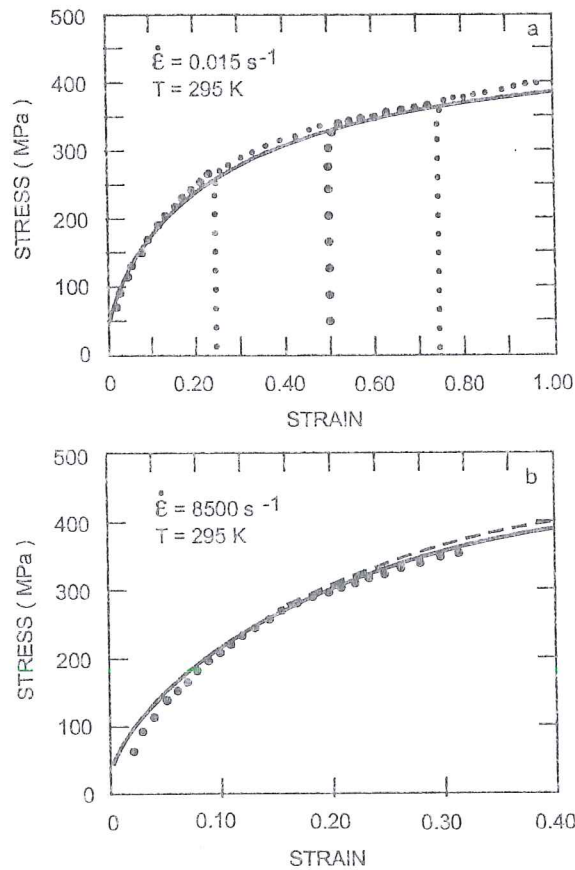 500
a
ε̇ = 0.015 s⁻¹
T = 295 K
400
300
200
100
0
STRESS ( MPa )
0 0.20 0.40 0.60 0.80 1.00
STRAIN
500
b
ε̇ = 8500 s⁻¹
T = 295 K
400
300
200
100
0
STRESS ( MPa )
0 0.10 0.20 0.30 0.40
STRAIN